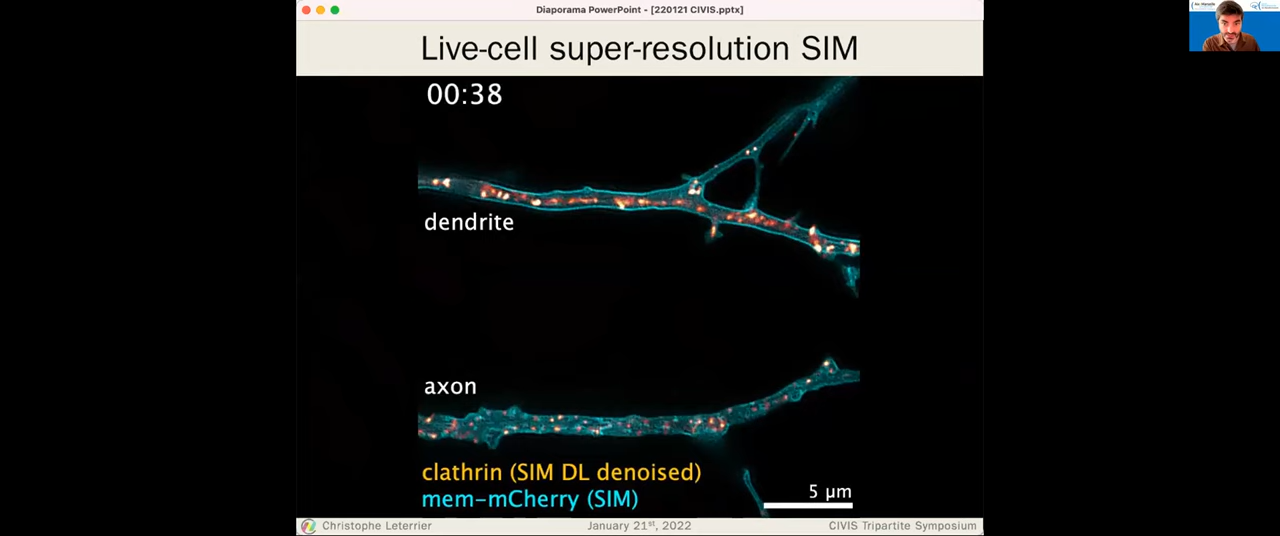 Diaporama PowerPoint - [220121 CIVIS.pptx]
Live-cell super-resolution SIM
00:38
dendrite
axon
clathrin (SIM DL denoised)
mem-mCherry (SIM)
5 µm
Christophe Leterrier
January 21st, 2022
CIVIS Tripartite Symposium